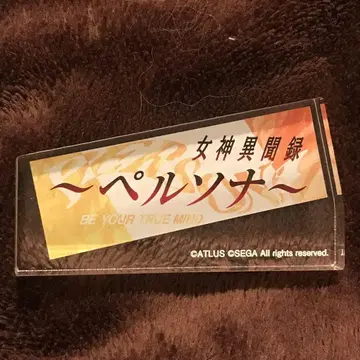 女神異聞録
～ペルソナ～
BE YOUR TRUE MIND
©ATLUS ©SEGA All rights reserved.